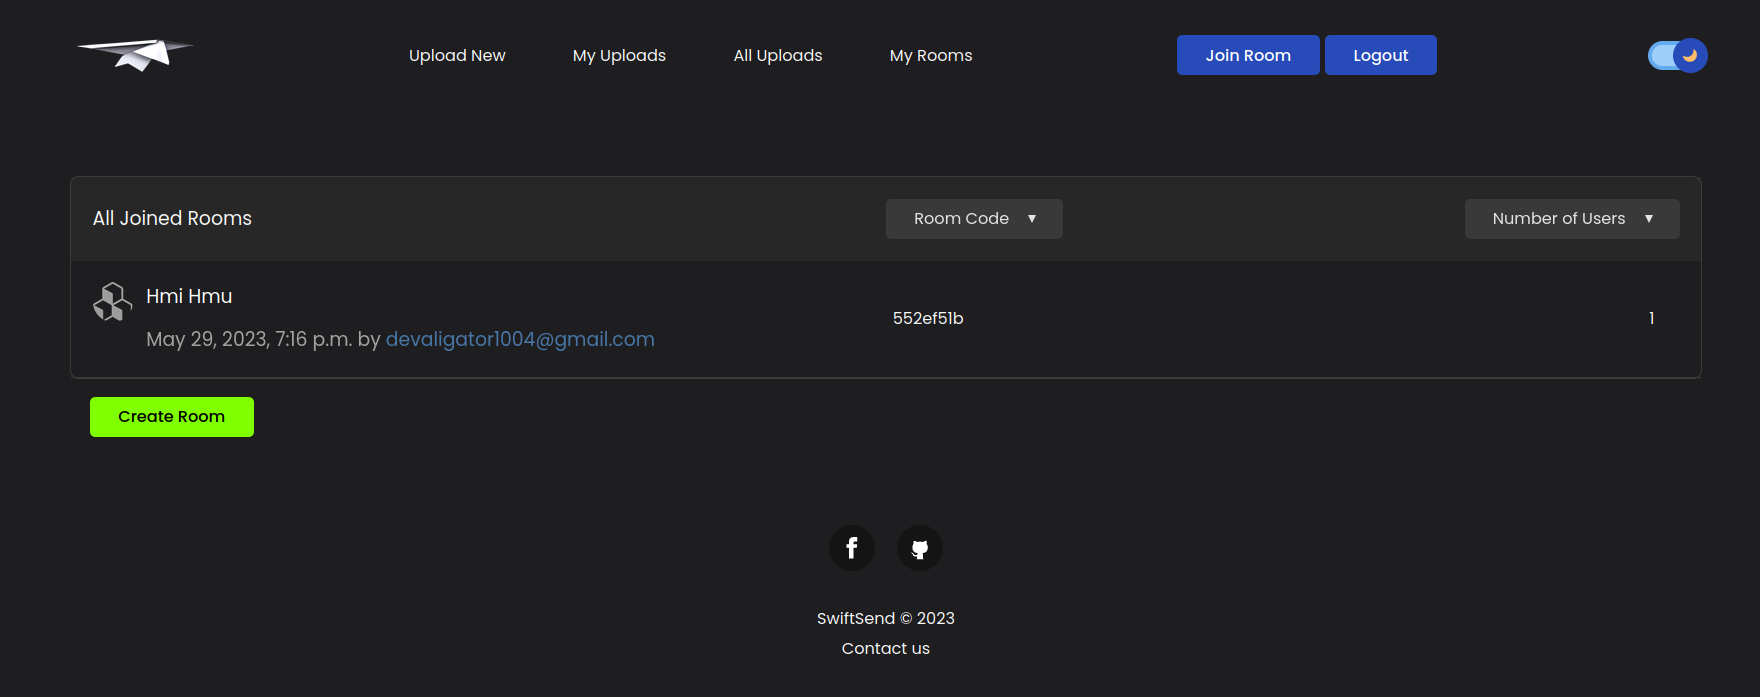 Upload New My Uploads All Uploads My Rooms Join Room Logout
All Joined Rooms Room Code ▼ Number of Users ▼
Hmi Hmu
552ef51b 1
May 29, 2023, 7:16 p.m. by devaligator1004@gmail.com
Create Room
SwiftSend © 2023
Contact us